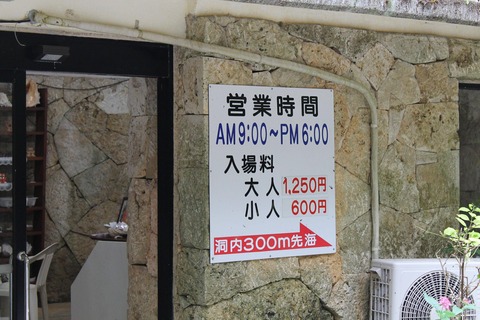 営業時間
AM9:00～PM6:00
入場料
大人 1,250円
小人 600円
洞内300m先海